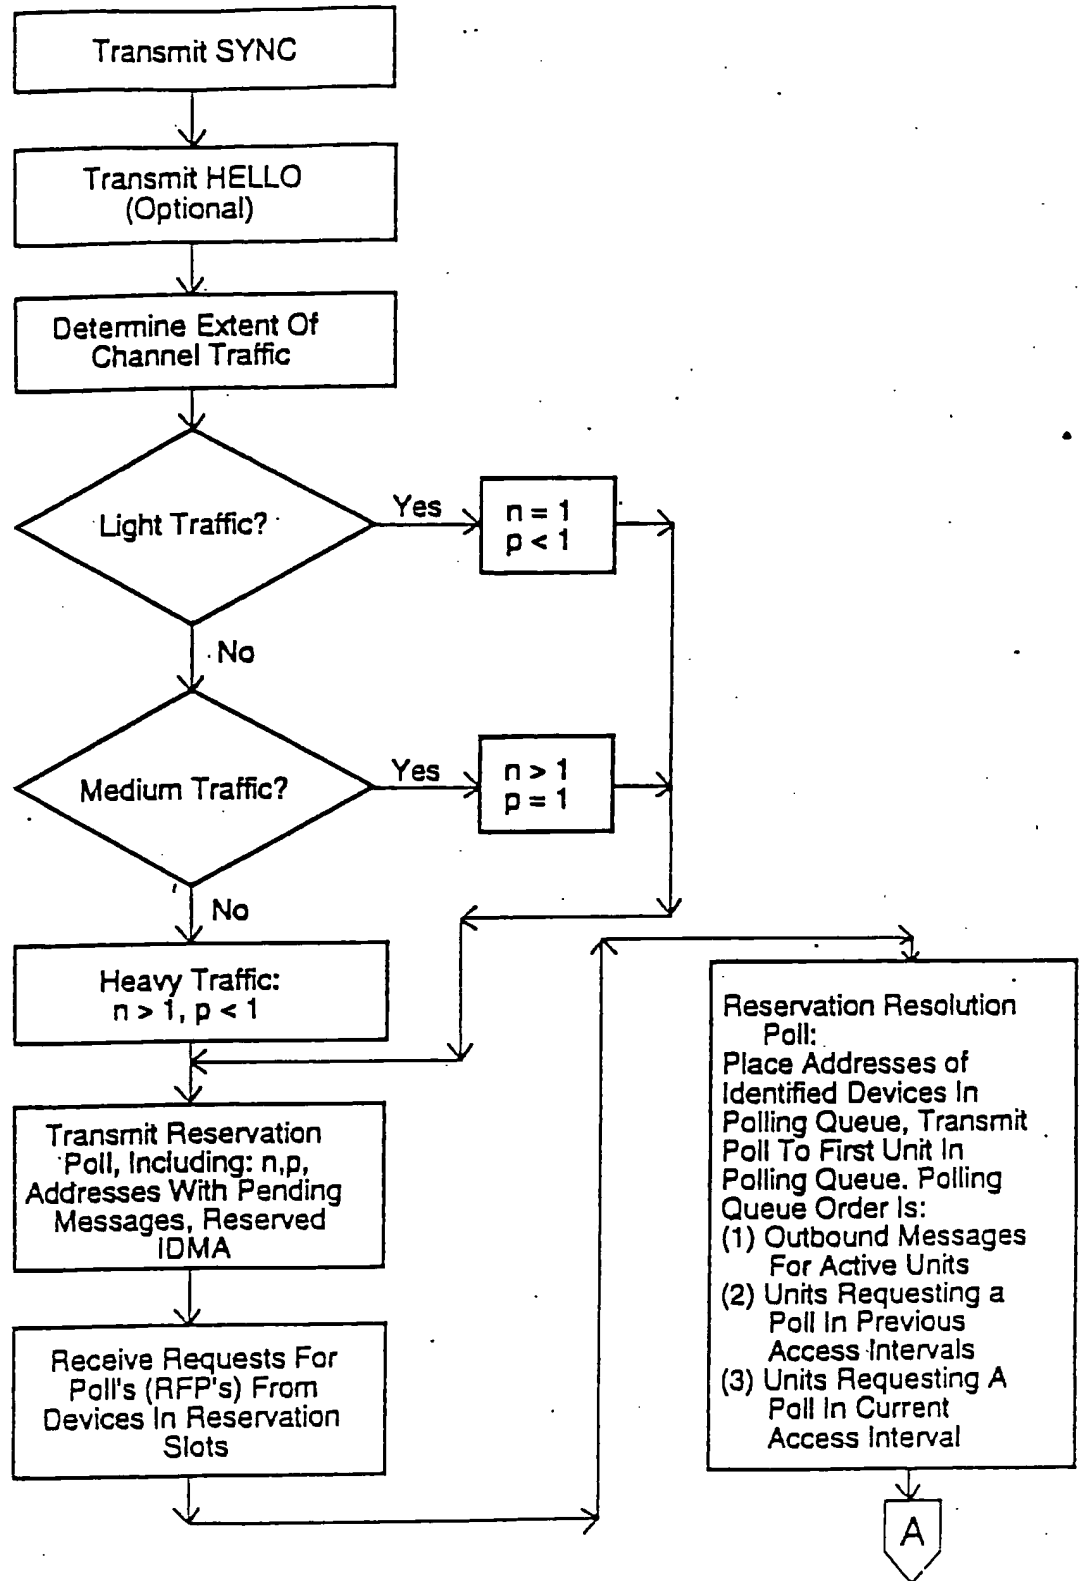 Transmit SYNC
Transmit HELLO
(Optional)
Determine Extent Of
Channel Traffic
Light Traffic?
Yes
n = 1
p < 1
No
Medium Traffic?
Yes
n > 1
p = 1
No
Heavy Traffic:
n > 1, p < 1
Transmit Reservation
Poll, Including: n,p,
Addresses With Pending
Messages, Reserved
IDMA
Receive Requests For
Poll's (RFP's) From
Devices In Reservation
Slots
Reservation Resolution
Poll:
Place Addresses of
Identified Devices In
Polling Queue, Transmit
Poll To First Unit In
Polling Queue. Polling
Queue Order Is:
(1) Outbound Messages
For Active Units
(2) Units Requesting a
Poll In Previous
Access Intervals
(3) Units Requesting A
Poll In Current
Access Interval
A